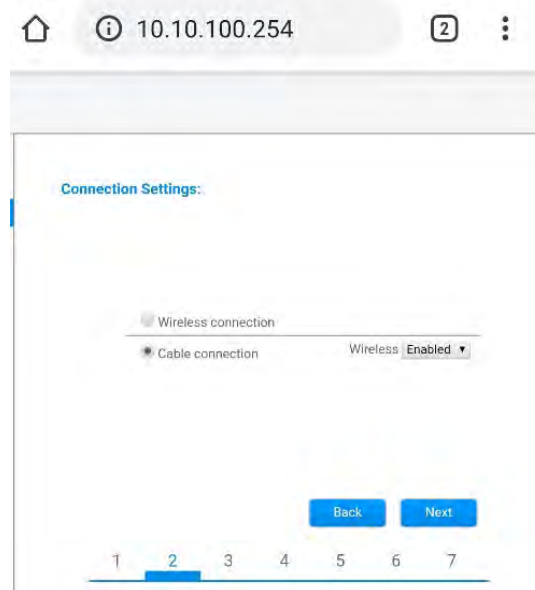 10.10.100.254 2
Connection Settings:
Wireless connection
Cable connection Wireless Enabled
Back Next
1 2 3 4 5 6 7